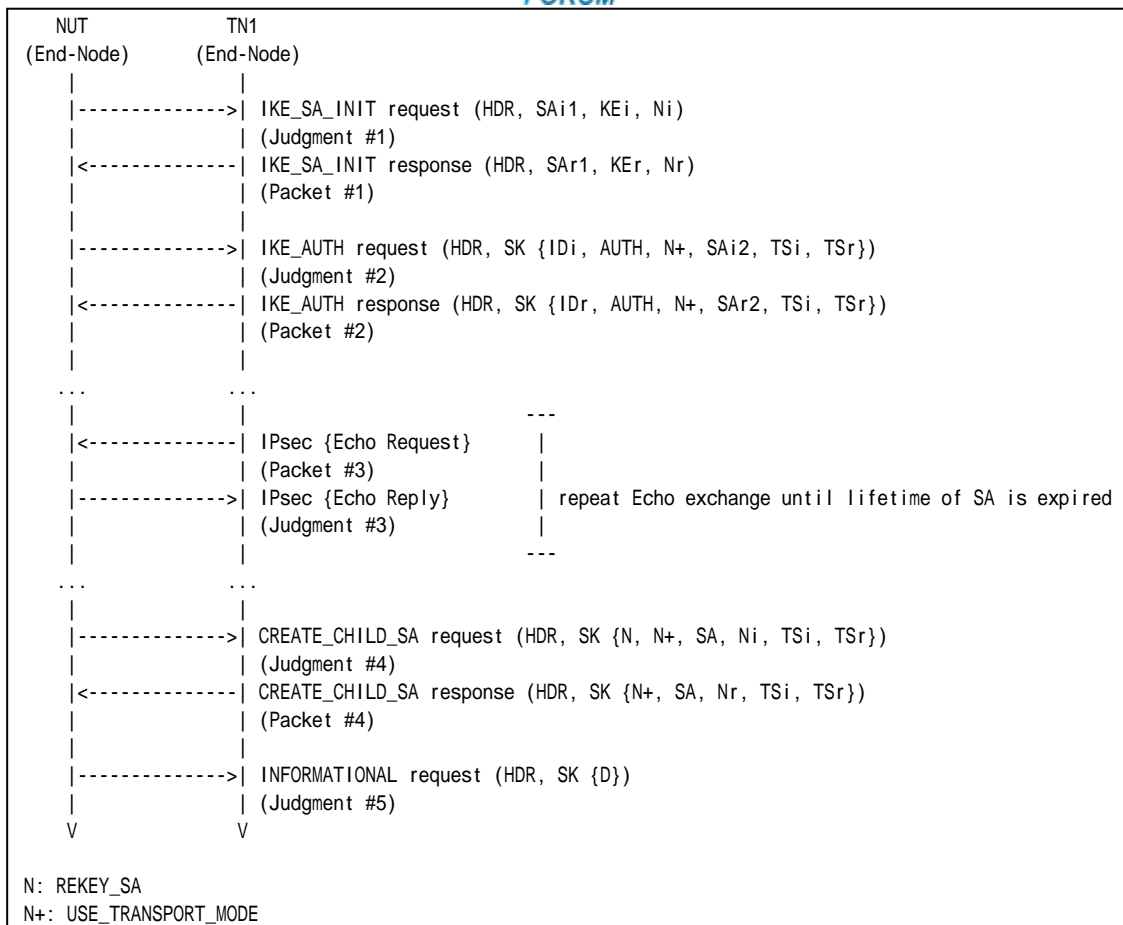 FORUM
NUT TN1
(End-Node) (End-Node)
| |
|-------------->| IKE_SA_INIT request (HDR, SAi1, KEi, Ni)
| | (Judgment #1)
|<--------------| IKE_SA_INIT response (HDR, SAr1, KEr, Nr)
| | (Packet #1)
| |
|-------------->| IKE_AUTH request (HDR, SK {IDi, AUTH, N+, SAi2, TSi, TSr})
| | (Judgment #2)
|<--------------| IKE_AUTH response (HDR, SK {IDr, AUTH, N+, SAr2, TSi, TSr})
| | (Packet #2)
| |
... ...
| | ---
|<--------------| IPsec {Echo Request} |
| | (Packet #3) |
|-------------->| IPsec {Echo Reply} | repeat Echo exchange until lifetime of SA is expired
| | (Judgment #3) |
| | ---
... ...
| |
|-------------->| CREATE_CHILD_SA request (HDR, SK {N, N+, SA, Ni, TSi, TSr})
| | (Judgment #4)
|<--------------| CREATE_CHILD_SA response (HDR, SK {N+, SA, Nr, TSi, TSr})
| | (Packet #4)
| |
|-------------->| INFORMATIONAL request (HDR, SK {D})
| | (Judgment #5)
V V
N: REKEY_SA
N+: USE_TRANSPORT_MODE